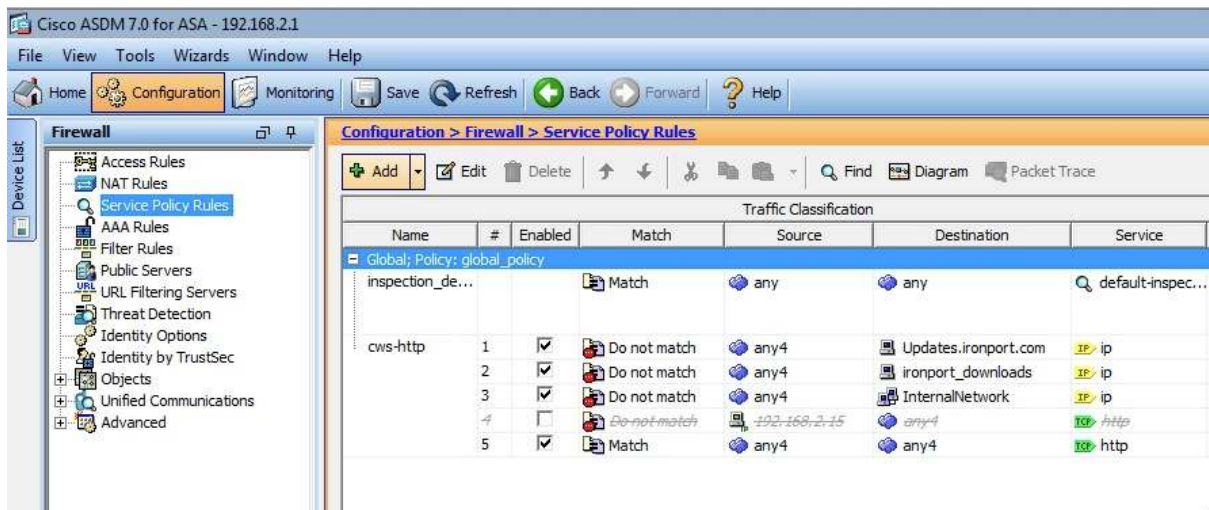 Cisco ASDM 7.0 for ASA - 192.168.2.1
File View Tools Wizards Window Help
Home Configuration Monitoring Save Refresh Back Forward Help
Device List
Firewall
Access Rules
NAT Rules
Service Policy Rules
AAA Rules
Filter Rules
Public Servers
URL URL Filtering Servers
Threat Detection
Identity Options
Identity by TrustSec
Objects
Unified Communications
Advanced
Configuration > Firewall > Service Policy Rules
Add Edit Delete Find Diagram Packet Trace
Traffic Classification
Name # Enabled Match Source Destination Service
Global; Policy: global_policy
inspection_de... Match any any default-inspec...
cws-http 1 Do not match any4 Updates.ironport.com IP ip
2 Do not match any4 ironport_downloads IP ip
3 Do not match any4 InternalNetwork IP ip
4 Do not match 192.168.2.15 any4 TCP http
5 Match any4 any4 TCP http